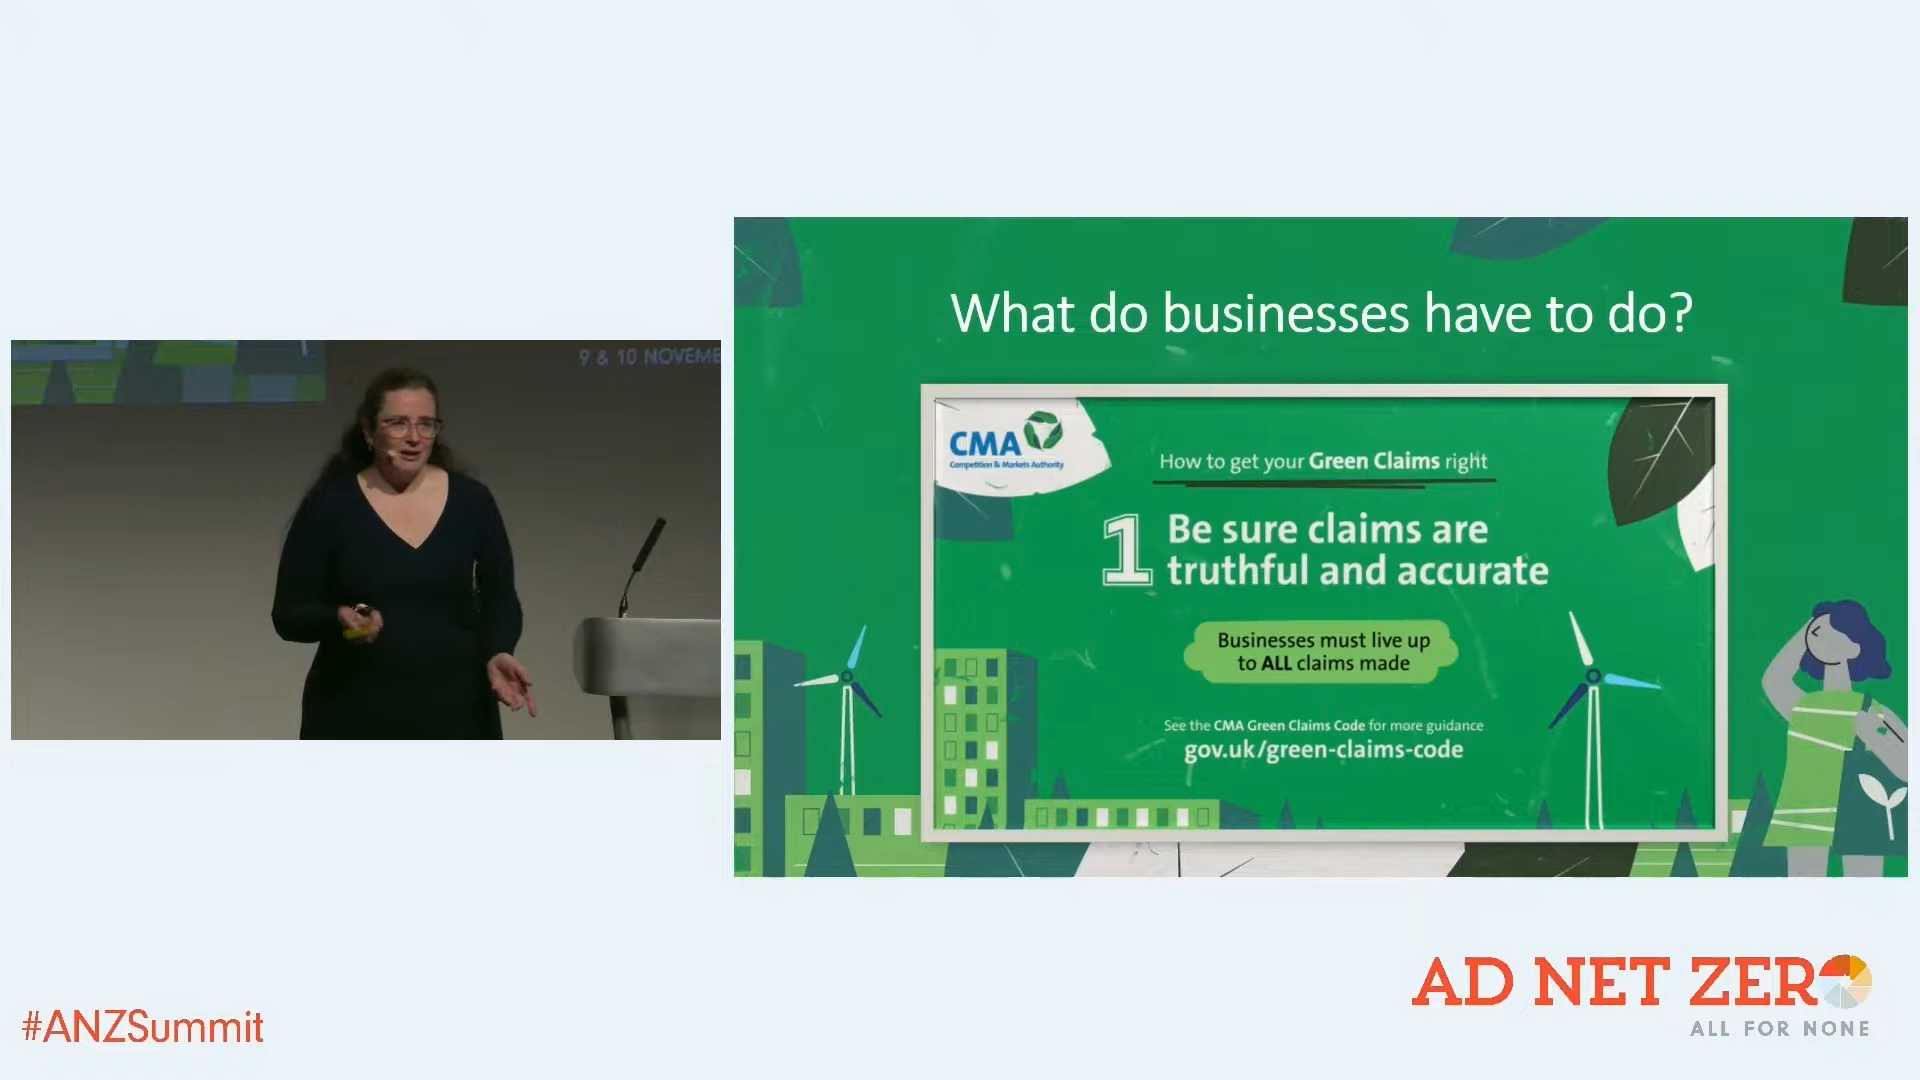 9 & 10 NOVEME
What do businesses have to do?
CMA
Competition & Markets Authority
How to get your Green Claims right
1 Be sure claims are
truthful and accurate
Businesses must live up
to ALL claims made
See the CMA Green Claims Code for more guidance
gov.uk/green-claims-code
#ANZSummit
AD NET ZERO
ALL FOR NONE